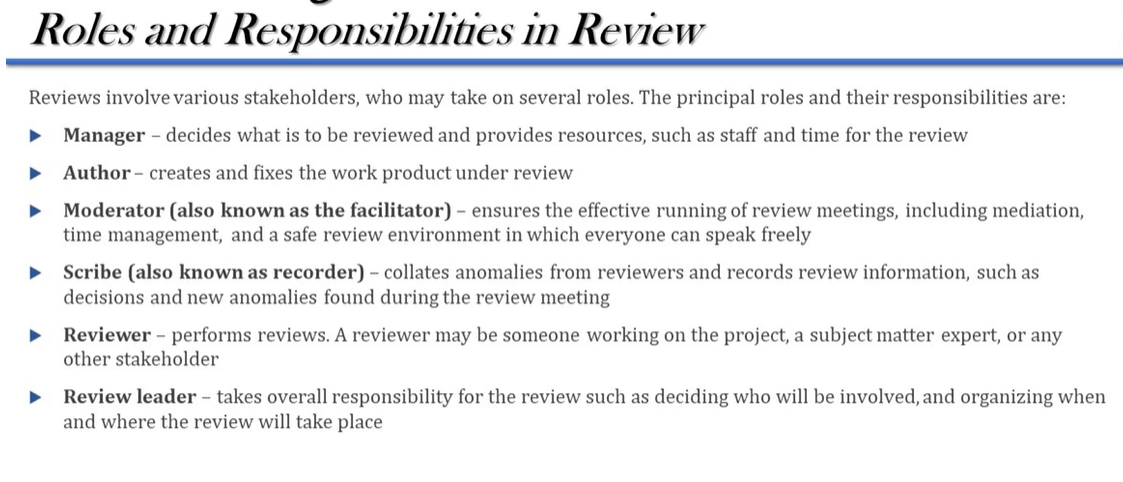 Roles and Responsibilities in Review
Reviews involve various stakeholders, who may take on several roles. The principal roles and their responsibilities are:
Manager – decides what is to be reviewed and provides resources, such as staff and time for the review
Author – creates and fixes the work product under review
Moderator (also known as the facilitator) – ensures the effective running of review meetings, including mediation,
time management, and a safe review environment in which everyone can speak freely
Scribe (also known as recorder) – collates anomalies from reviewers and records review information, such as
decisions and new anomalies found during the review meeting
Reviewer – performs reviews. A reviewer may be someone working on the project, a subject matter expert, or any
other stakeholder
Review leader – takes overall responsibility for the review such as deciding who will be involved, and organizing when
and where the review will take place